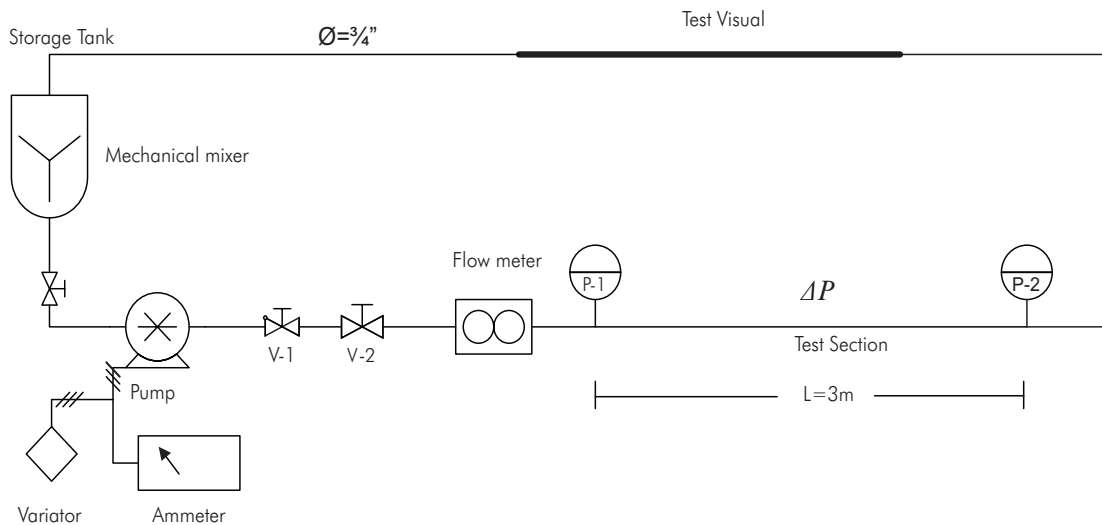 Test Visual
Storage Tank
Ø=¾”
Mechanical mixer
Flow meter
P-1
ΔP
P-2
V-1
V-2
Test Section
Pump
L=3m
Variator
Ammeter